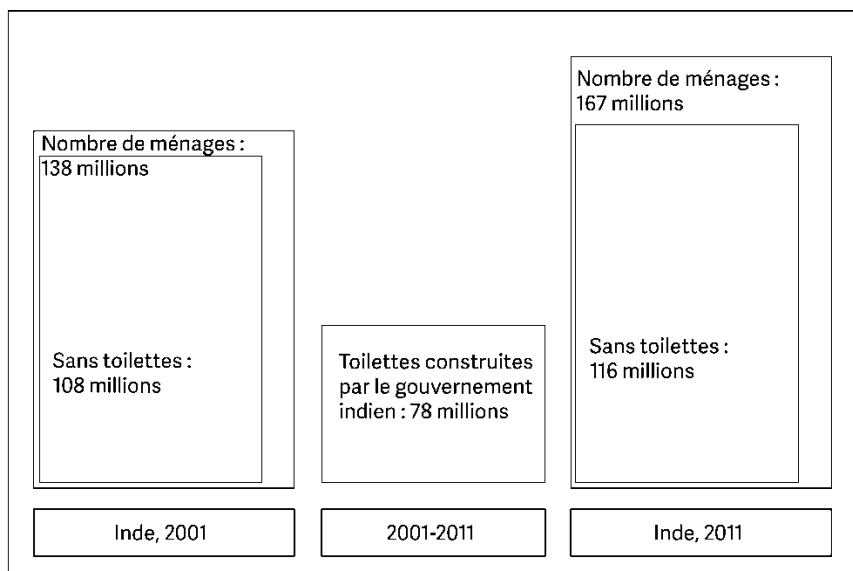 Nombre de ménages :
138 millions
Sans toilettes :
108 millions
Toilettes construites
par le gouvernement
indien : 78 millions
Nombre de ménages :
167 millions
Sans toilettes :
116 millions
Inde, 2001
2001-2011
Inde, 2011